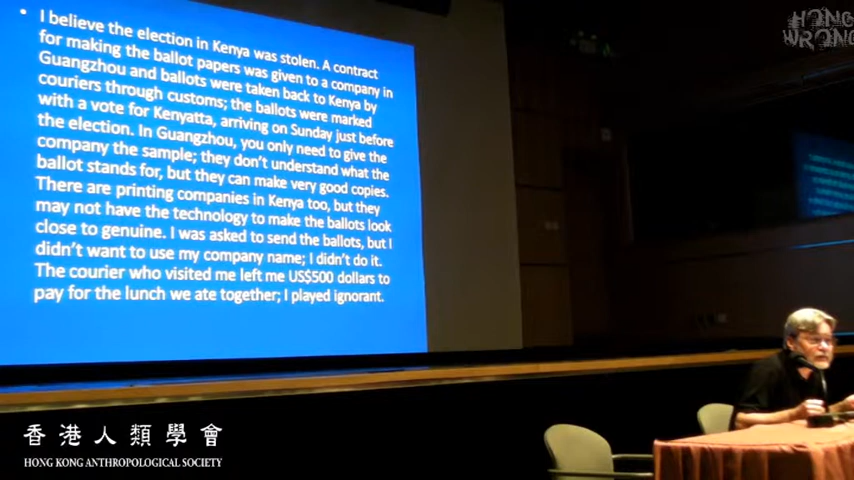 • I believe the election in Kenya was stolen. A contract
for making the ballot papers was given to a company in
Guangzhou and ballots were taken back to Kenya by
couriers through customs; the ballots were marked
with a vote for Kenyatta, arriving on Sunday just before
the election. In Guangzhou, you only need to give the
company the sample; they don't understand what the
ballot stands for, but they can make very good copies.
There are printing companies in Kenya too, but they
may not have the technology to make the ballots look
close to genuine. I was asked to send the ballots, but I
didn't want to use my company name; I didn't do it.
The courier who visited me left me US$500 dollars to
pay for the lunch we ate together; I played ignorant.
HONG
WRONG
香港人類學會
HONG KONG ANTHROPOLOGICAL SOCIETY